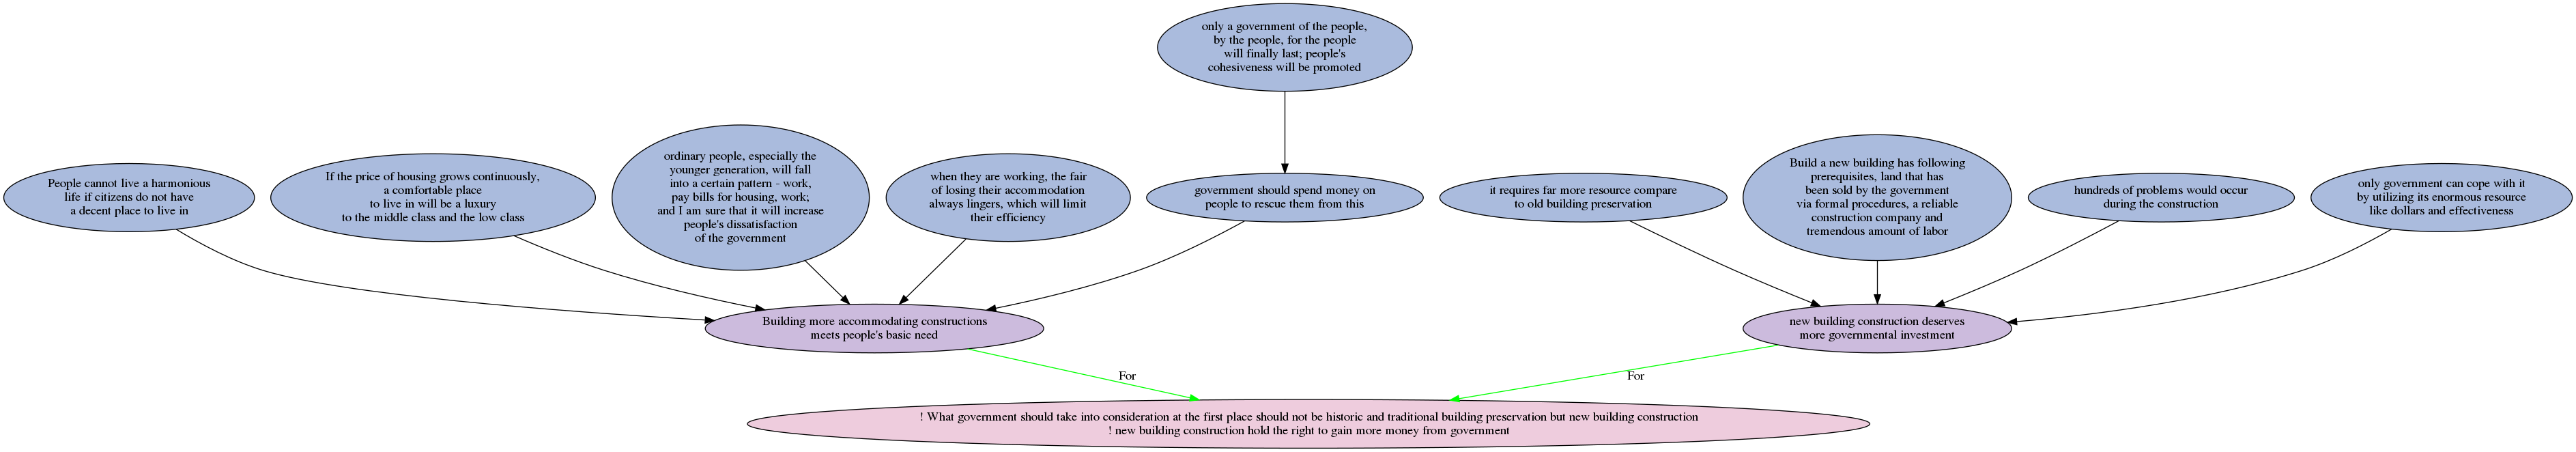 only a government of the people,
by the people, for the people
will finally last; people's
cohesiveness will be promoted
People cannot live a harmonious
life if citizens do not have
a decent place to live in
If the price of housing grows continuously,
a comfortable place
to live in will be a luxury
to the middle class and the low class
ordinary people, especially the
younger generation, will fall
into a certain pattern - work,
pay bills for housing, work;
and I am sure that it will increase
people's dissatisfaction
of the government
when they are working, the fair
of losing their accommodation
always lingers, which will limit
their efficiency
government should spend money on
people to rescue them from this
it requires far more resource compare
to old building preservation
Build a new building has following
prerequisites, land that has
been sold by the government
via formal procedures, a reliable
construction company and
tremendous amount of labor
hundreds of problems would occur
during the construction
only government can cope with it
by utilizing its enormous resource
like dollars and effectiveness
Building more accommodating constructions
meets people's basic need
new building construction deserves
more governmental investment
For
For
! What government should take into consideration at the first place should not be historic and traditional building preservation but new building construction
! new building construction hold the right to gain more money from government